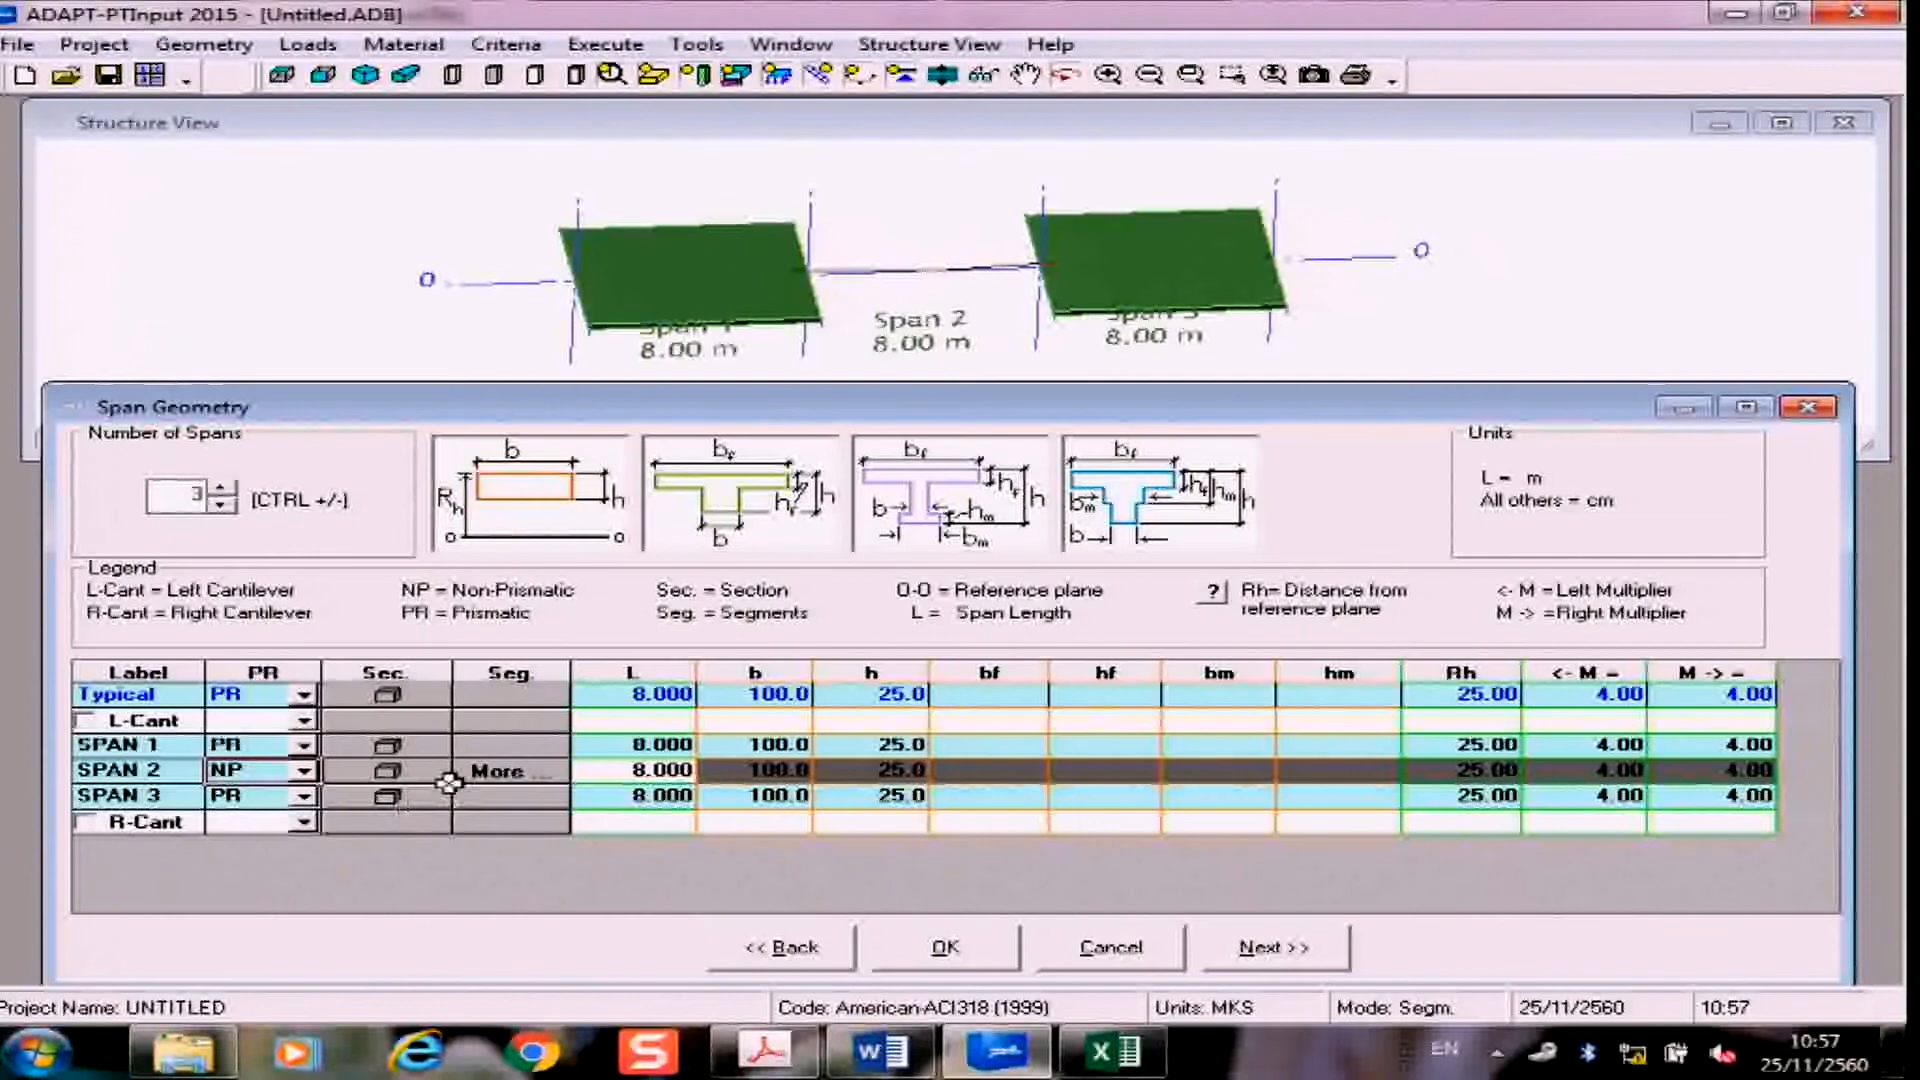 ADAPT-PTInput 2015 - [Untitled.ADB]
File Project Geometry Loads Material Criteria Execute Tools Window Structure View Help
Structure View
O
O
Span 1
8.00 m
Span 2
8.00 m
Span 3
8.00 m
Span Geometry
Number of Spans
3 [CTRL +/-]
b
Rh
h
o o
bf
hf
h
b
bf
hf
h
b
hm
bm
bf
hf hm h
bm
b
Units
L = m
All others = cm
Legend
L-Cant = Left Cantilever NP = Non-Prismatic Sec. = Section O-O = Reference plane ? Rh= Distance from reference plane <- M =Left Multiplier
R-Cant = Right Cantilever PR = Prismatic Seg. = Segments L = Span Length M -> =Right Multiplier
Label PR Sec. Seg. L b h bf hf bm hm Rh <- M = M -> =
Typical PR 8.000 100.0 25.0 25.00 4.00 4.00
L-Cant
SPAN 1 PR 8.000 100.0 25.0 25.00 4.00 4.00
SPAN 2 NP More ... 8.000 100.0 25.0 25.00 4.00 4.00
SPAN 3 PR 8.000 100.0 25.0 25.00 4.00 4.00
R-Cant
<< Back OK Cancel Next >>
Project Name: UNTITLED Code: American-ACI318 (1999) Units: MKS Mode: Segm. 25/11/2560 10:57
EN
10:57
25/11/2560